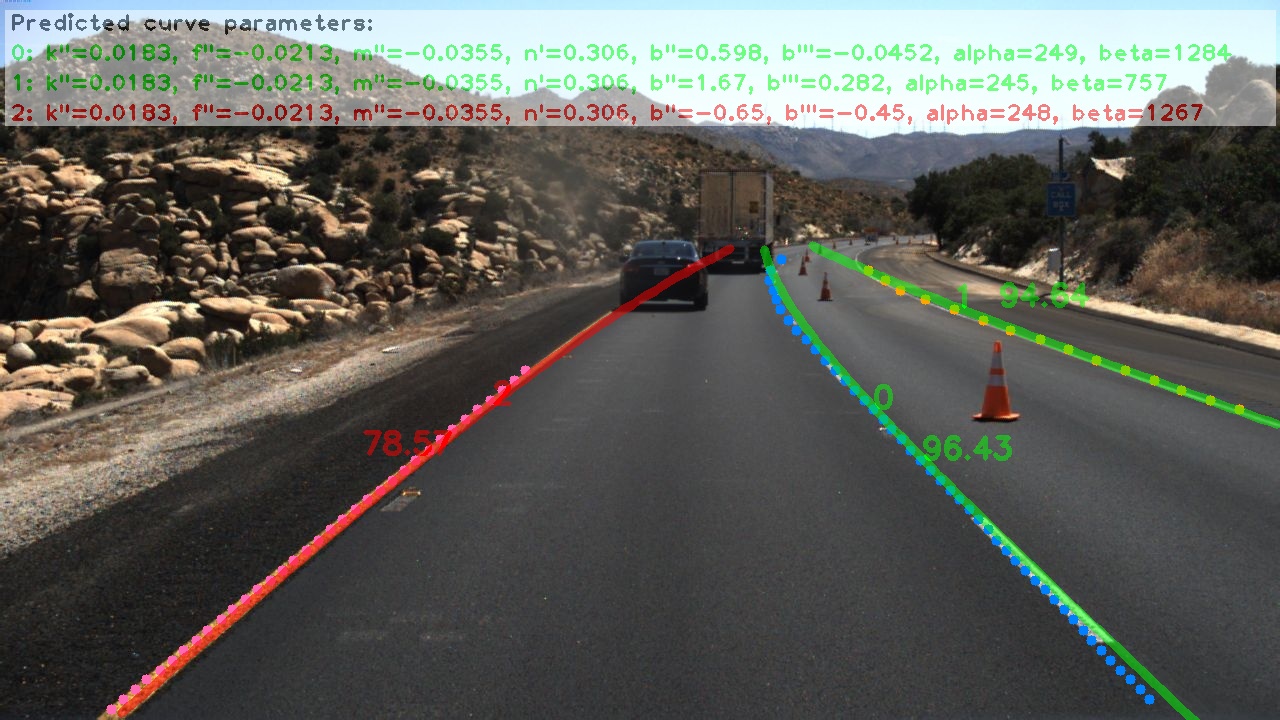 Predicted curve parameters:
0: k''=0.0183, f''=-0.0213, m''=-0.0355, n'=0.306, b''=0.598, b'''=-0.0452, alpha=249, beta=1284
1: k''=0.0183, f''=-0.0213, m''=-0.0355, n'=0.306, b''=1.67, b'''=0.282, alpha=245, beta=757
2: k''=0.0183, f''=-0.0213, m''=-0.0355, n'=0.306, b''=-0.65, b'''=-0.45, alpha=248, beta=1267
CALL
BOX
1 94.64
2
0
78.57
96.43